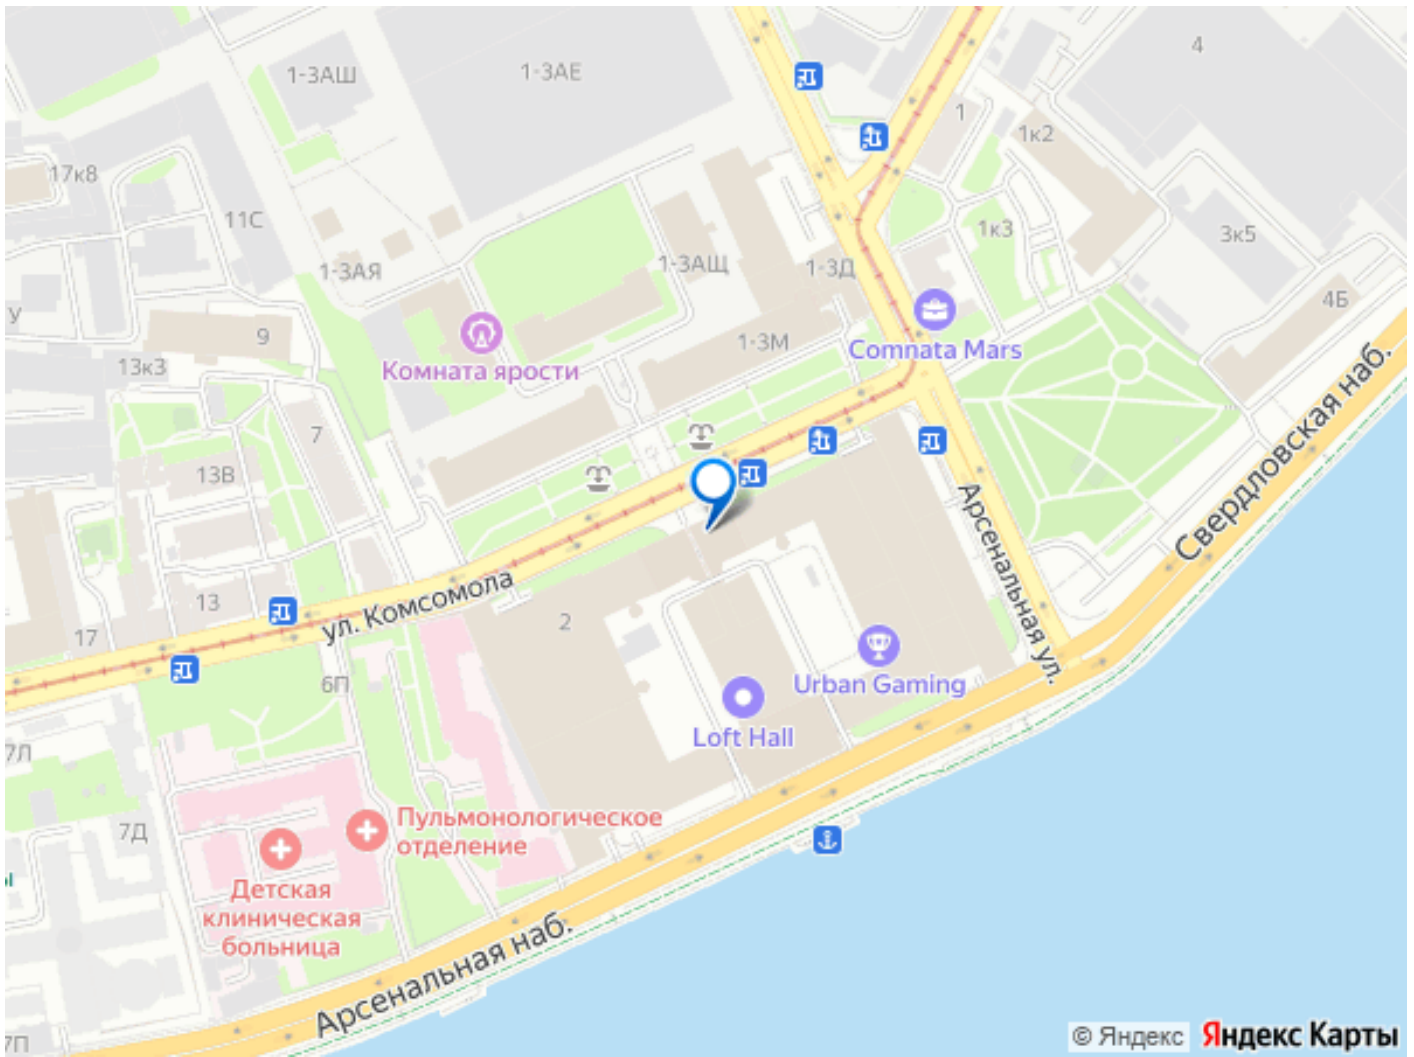 4
1-3АШ
1-3АЕ
1
1к2
17к8
11С
1к3
3к5
1-3АЯ
1-3АЩ
1-3Д
4Б
У
9
1-3М
Comnata Mars
13к3
Комната ярости
7
13В
Свердловская наб.
Арсенальная ул.
ул. Комсомола
13
2
17
6П
Urban Gaming
Loft Hall
7Л
7Д
Пульмонологическое
отделение
ы
Детская
клиническая
больница
Арсенальная наб.
7П
© Яндекс Яндекс Карты